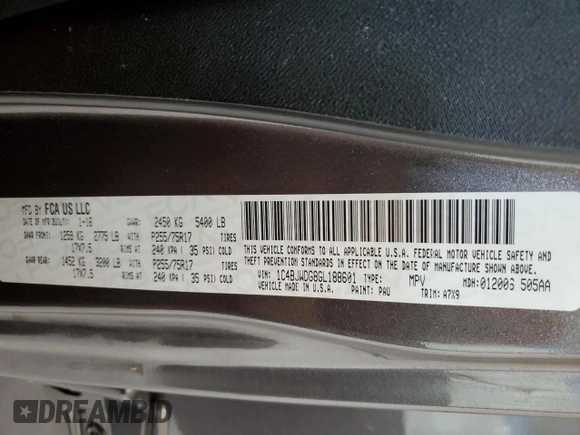 MFD BY FCA US LLC
DATE OF MFR(BUILT): 1-16 GVWR: 2450 KG 5400 LB
GAWR FRONT: 1259 KG 2775 LB WITH P255/75R17 TIRES
17X7.5 RIMS AT 240 KPA ( 35 PSI) COLD
GAWR REAR: 1452 KG 3200 LB WITH P255/75R17 TIRES
17X7.5 RIMS AT 240 KPA ( 35 PSI) COLD
THIS VEHICLE CONFORMS TO ALL APPLICABLE U.S.A. FEDERAL MOTOR VEHICLE SAFETY AND
THEFT PREVENTION STANDARDS IN EFFECT ON THE DATE OF MANUFACTURE SHOWN ABOVE.
VIN: 1C4BJWDG8GL188601 TYPE: MPV MDH: 012006 505AA
VEHICLE MADE IN U.S.A. PAINT: PAU TRIM: A7X9
DREAMBID